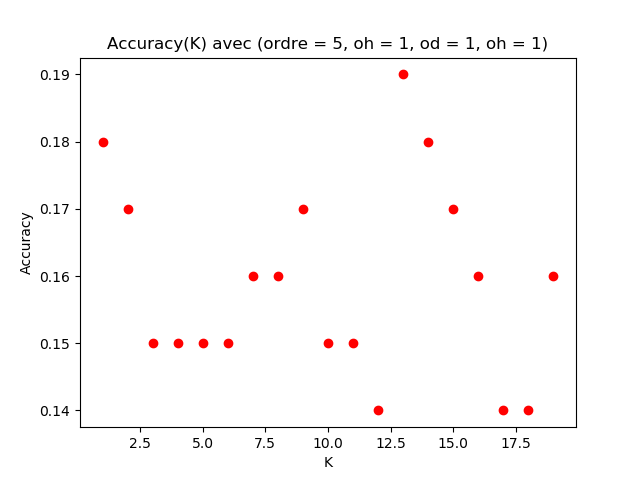 Accuracy(K) avec (ordre = 5, oh = 1, od = 1, oh = 1)
0.19
0.18
0.17
0.16
0.15
0.14
Accuracy
2.5 5.0 7.5 10.0 12.5 15.0 17.5
K